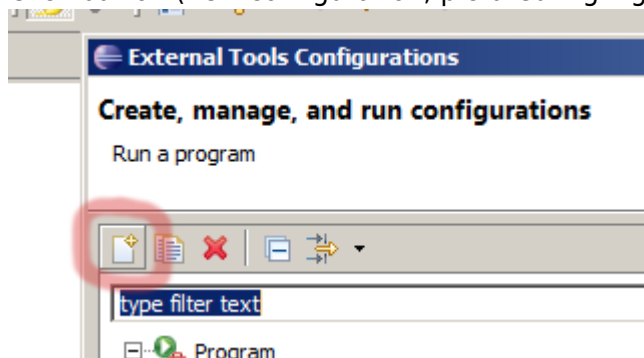 External Tools Configurations
Create, manage, and run configurations
Run a program
type filter text
Program